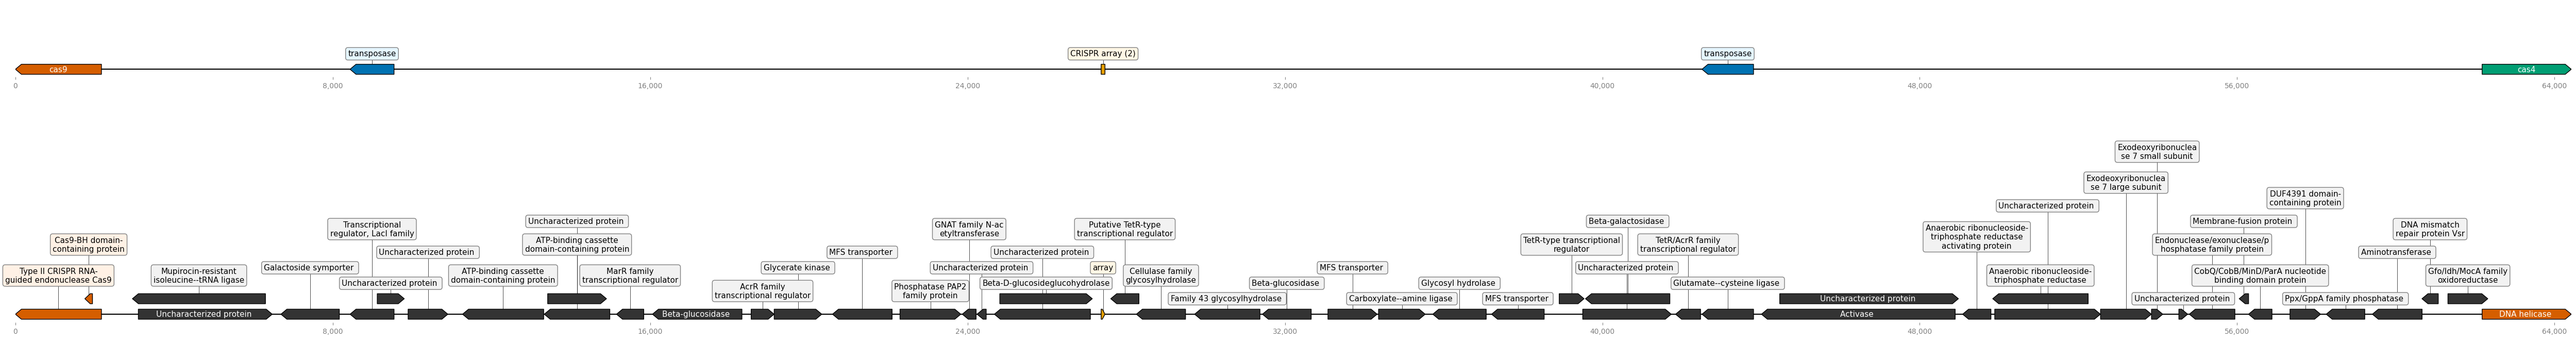 transposase
CRISPR array (2)
transposase
cas9
cas4
0
8,000
16,000
24,000
32,000
40,000
48,000
56,000
64,000
Exodeoxyribonuclea
se 7 small subunit
Exodeoxyribonuclea
se 7 large subunit
DUF4391 domain-
containing protein
Uncharacterized protein
Uncharacterized protein
Beta-galactosidase
Membrane-fusion protein
Transcriptional
regulator, LacI family
GNAT family N-ac
etyltransferase
Putative TetR-type
transcriptional regulator
Anaerobic ribonucleoside-
triphosphate reductase
activating protein
DNA mismatch
repair protein Vsr
Cas9-BH domain-
containing protein
ATP-binding cassette
domain-containing protein
TetR-type transcriptional
regulator
TetR/AcrR family
transcriptional regulator
Endonuclease/exonuclease/p
hosphatase family protein
Uncharacterized protein
MFS transporter
Uncharacterized protein
Aminotransferase
Galactoside symporter
Glycerate kinase
Uncharacterized protein
array
MFS transporter
Uncharacterized protein
Type II CRISPR RNA-
guided endonuclease Cas9
Mupirocin-resistant
isoleucine--tRNA ligase
Uncharacterized protein
ATP-binding cassette
domain-containing protein
MarR family
transcriptional regulator
Beta-D-glucosideglucohydrolase
Cellulase family
glycosylhydrolase
Beta-glucosidase
Glycosyl hydrolase
Glutamate--cysteine ligase
Anaerobic ribonucleoside-
triphosphate reductase
CobQ/CobB/MinD/ParA nucleotide
binding domain protein
Gfo/Idh/MocA family
oxidoreductase
AcrR family
transcriptional regulator
Phosphatase PAP2
family protein
Family 43 glycosylhydrolase
Carboxylate--amine ligase
MFS transporter
Uncharacterized protein
Uncharacterized protein
Ppx/GppA family phosphatase
Uncharacterized protein
Beta-glucosidase
Activase
DNA helicase
0
8,000
16,000
24,000
32,000
40,000
48,000
56,000
64,000